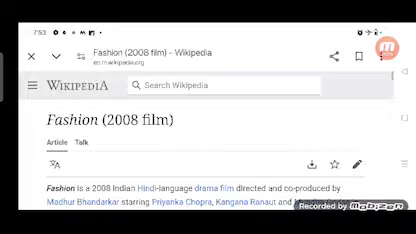 7:53
Fashion (2008 film) - Wikipedia
en.m.wikipedia.org
WIKIPEDIA
Search Wikipedia
Fashion (2008 film)
Article Talk
Fashion is a 2008 Indian Hindi-language drama film directed and co-produced by
Madhur Bhandarkar starring Priyanka Chopra, Kangana Ranaut and
Recorded by Mobizen